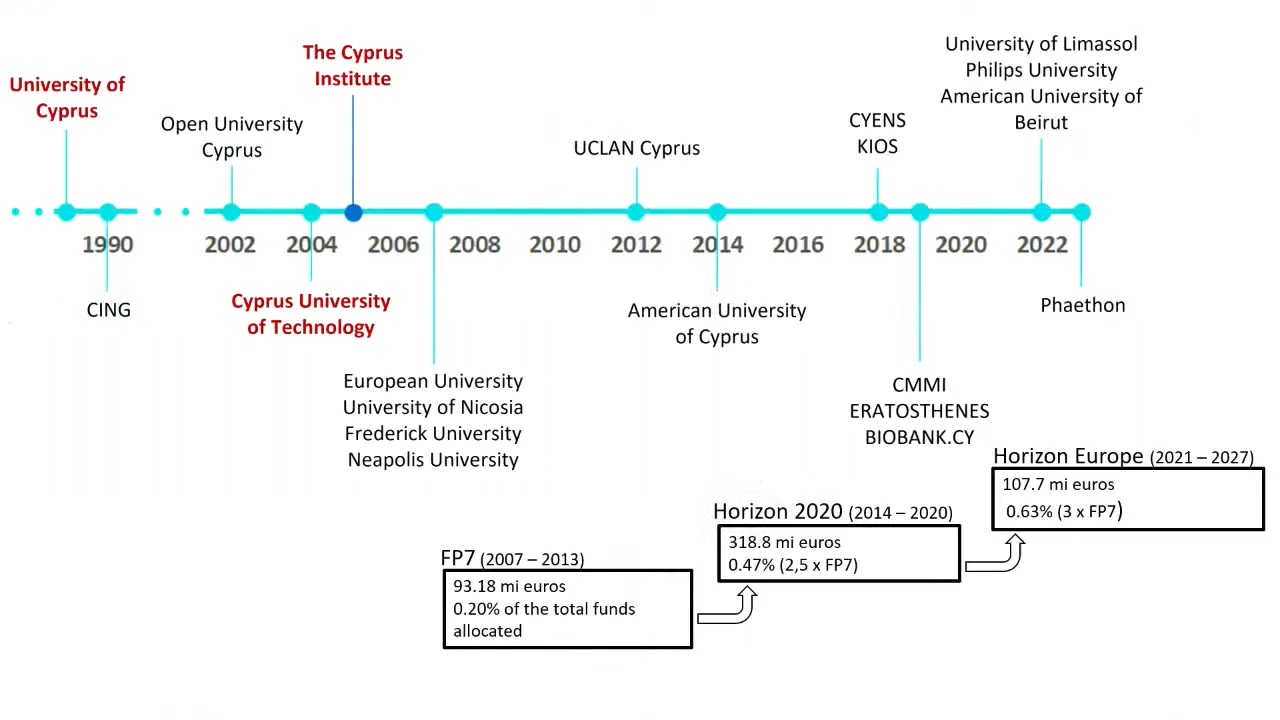 University of
Cyprus
Open University
Cyprus
The Cyprus
Institute
UCLAN Cyprus
CYENS
KIOS
University of Limassol
Philips University
American University of
Beirut
1990
2002
2004
2006
2008
2010
2012
2014
2016
2018
2020
2022
CING
Cyprus University
of Technology
European University
University of Nicosia
Frederick University
Neapolis University
American University
of Cyprus
CMMI
ERATOSTHENES
BIOBANK.CY
Phaethon
FP7 (2007 – 2013)
93.18 mi euros
0.20% of the total funds
allocated
Horizon 2020 (2014 – 2020)
318.8 mi euros
0.47% (2,5 x FP7)
Horizon Europe (2021 – 2027)
107.7 mi euros
0.63% (3 x FP7)